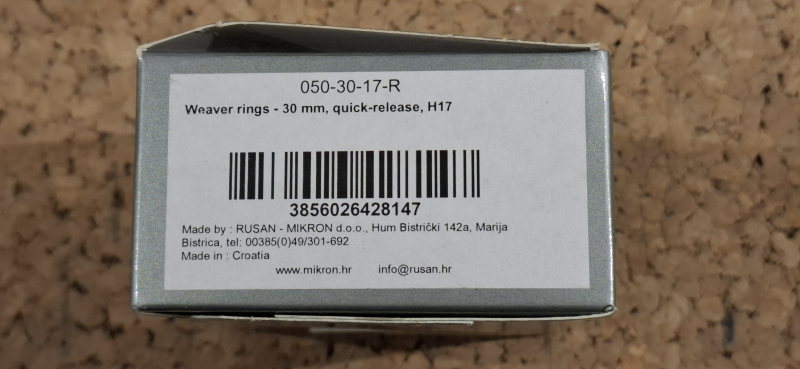 050-30-17-R
Weaver rings - 30 mm, quick-release, H17
3856026428147
Made by : RUSAN - MIKRON d.o.o., Hum Bistrički 142a, Marija
Bistrica, tel: 00385(0)49/301-692
Made in : Croatia
www.mikron.hr info@rusan.hr